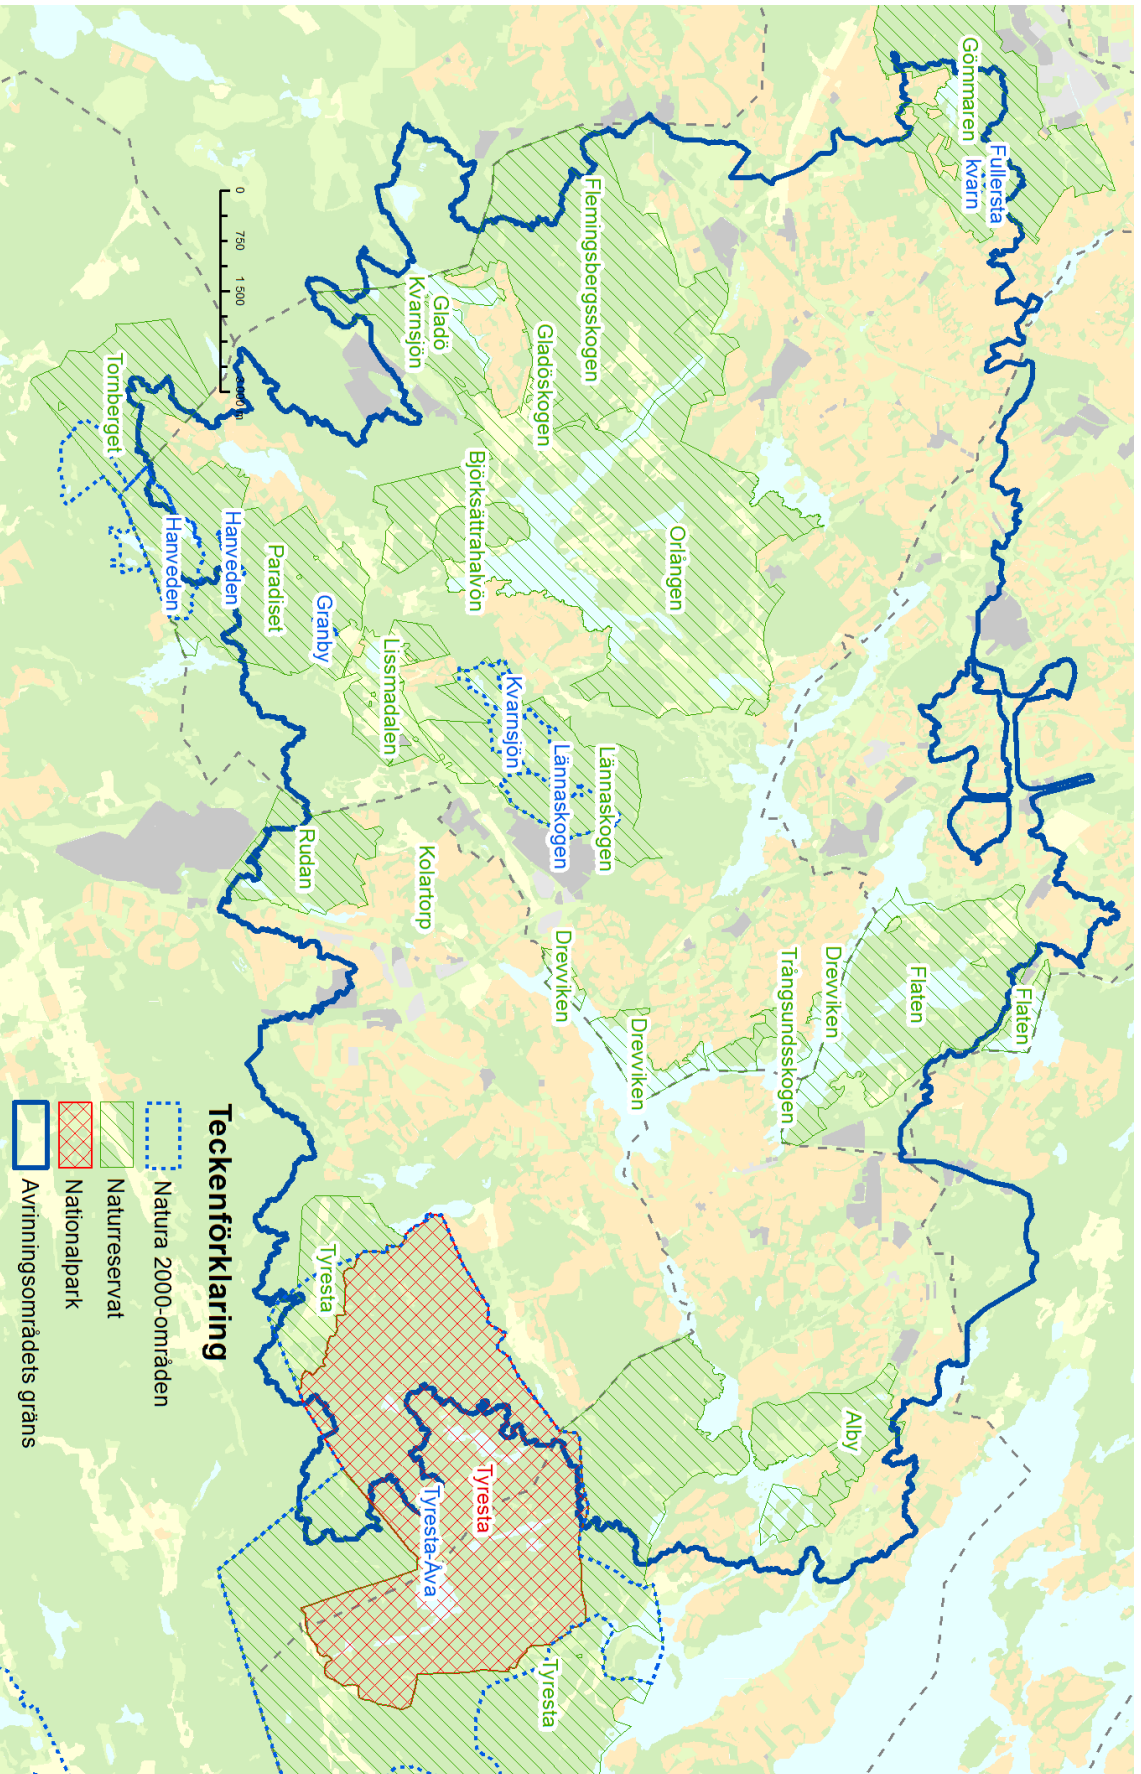 Gömmaren
Fullersta
kvarn
Flemingsbergsskogen
Gladö
Kvarnsjön
Gladöskogen
Björksättrahalvön
Orlången
Tornberget
Hanveden
Hanveden
Paradiset
Granby
Lissmadalen
Kvarnsjön
Lännaskogen
Lännaskogen
Rudan
Kolartorp
Drevviken
Drevviken
Drevviken
Trångsundsskogen
Flaten
Flaten
Alby
Tyresta
Tyresta
Tyresta-Åva
Tyresta
0
750
1 500
Teckenförklaring
Natura 2000-områden
Naturreservat
Nationalpark
Avrinningsområdets gräns